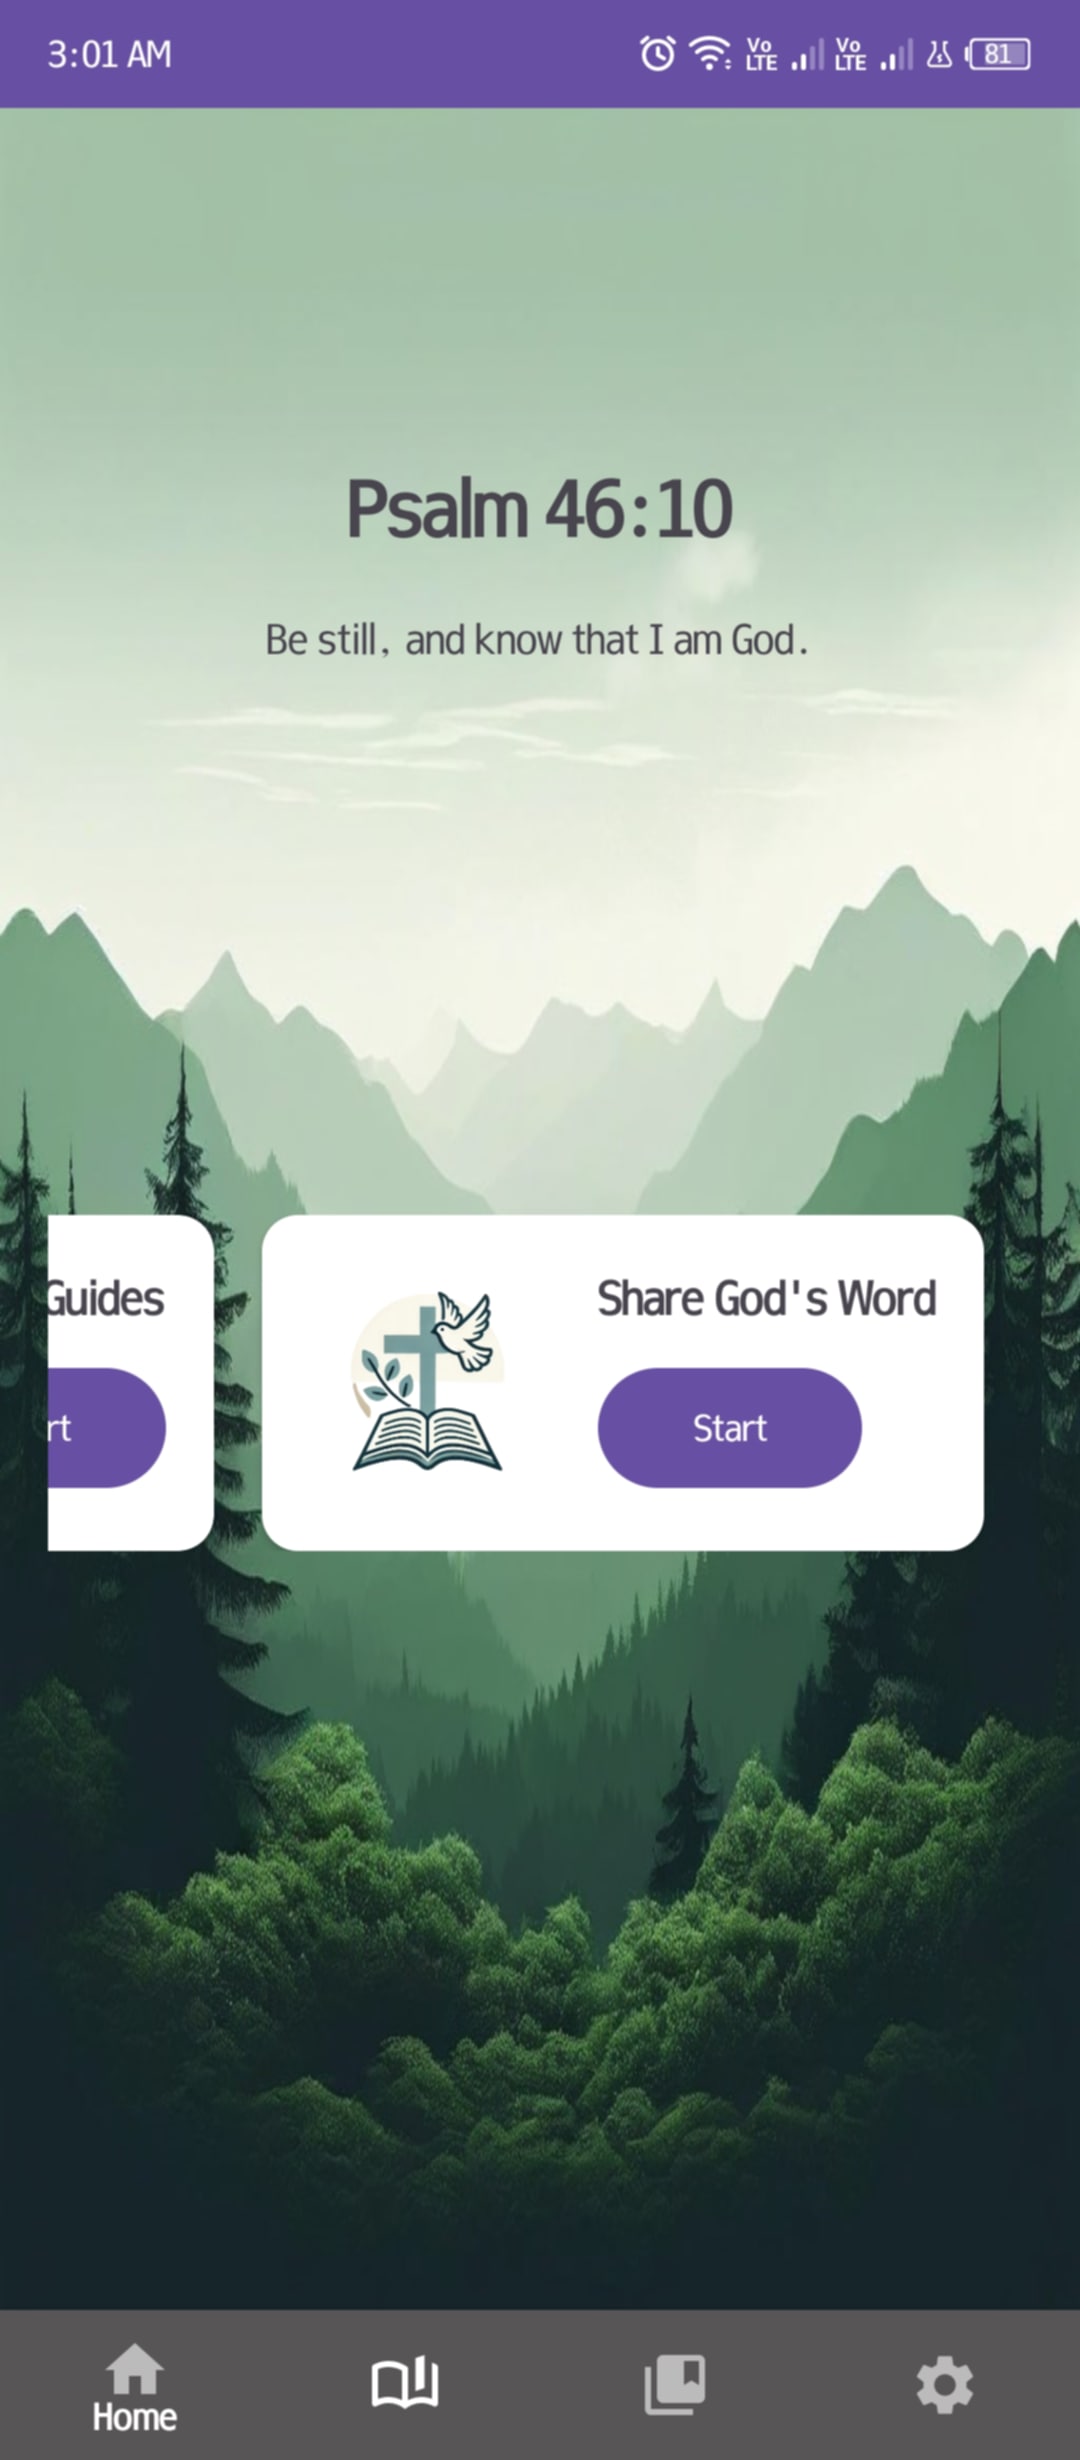 3:01 AM
Vo LTE Vo LTE 81
Psalm 46:10
Be still, and know that I am God.
Guides
rt
Share God's Word
Start
Home